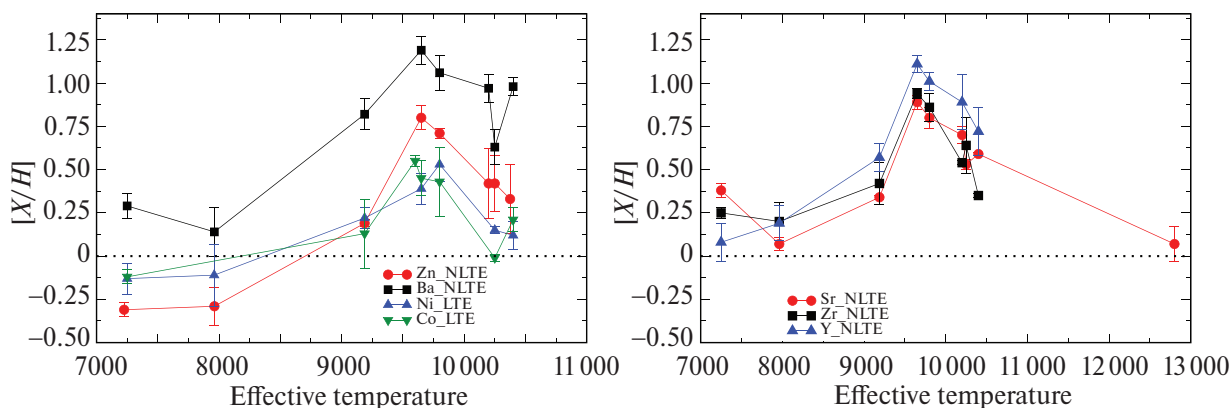 1.25
1.00
0.75
0.50
0.25
0
−0.25
−0.50
[X/H]
Zn_NLTE
Ba_NLTE
Ni_LTE
Co_LTE
7000 8000 9000 10 000 11 000
Effective temperature
1.25
1.00
0.75
0.50
0.25
0
−0.25
−0.50
[X/H]
Sr_NLTE
Zr_NLTE
Y_NLTE
7000 8000 9000 10 000 11 000 12 000 13 000
Effective temperature